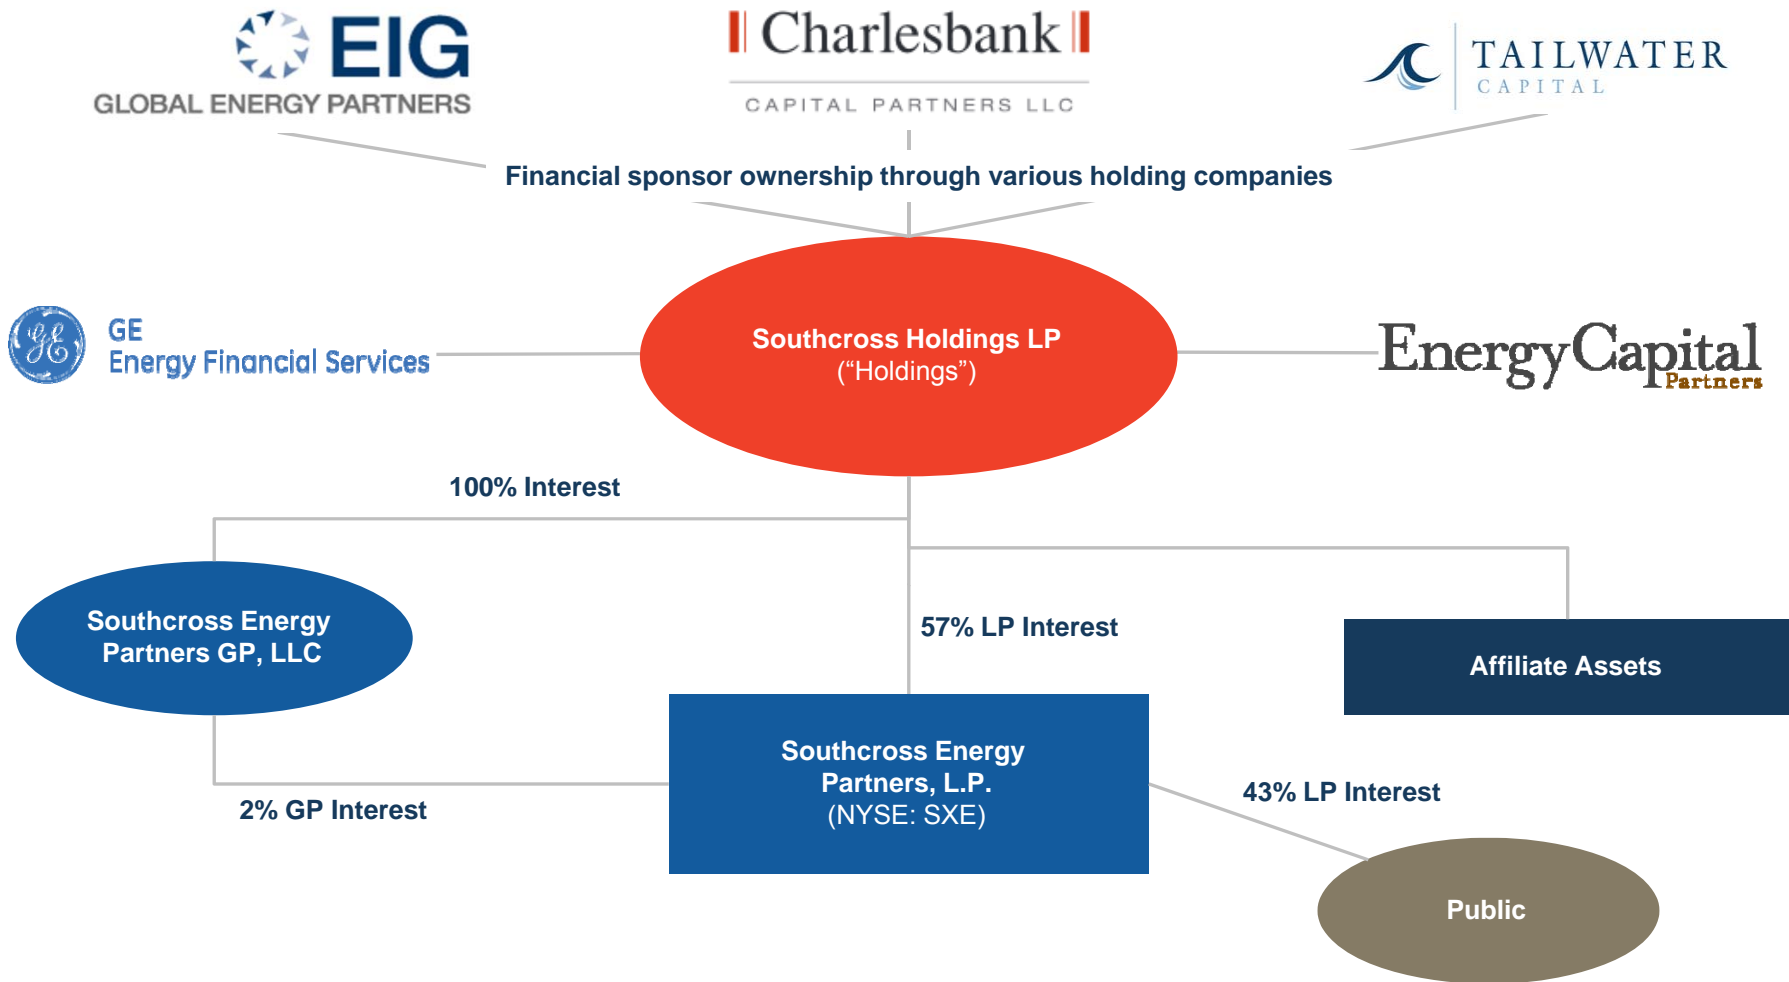 EIG
GLOBAL ENERGY PARTNERS
Charlesbank
CAPITAL PARTNERS LLC
TAILWATER
CAPITAL
Financial sponsor ownership through various holding companies
GE
Energy Financial Services
Southcross Holdings LP
(“Holdings”)
EnergyCapital
Partners
100% Interest
Southcross Energy
Partners GP, LLC
57% LP Interest
Affiliate Assets
Southcross Energy
Partners, L.P.
(NYSE: SXE)
2% GP Interest
43% LP Interest
Public